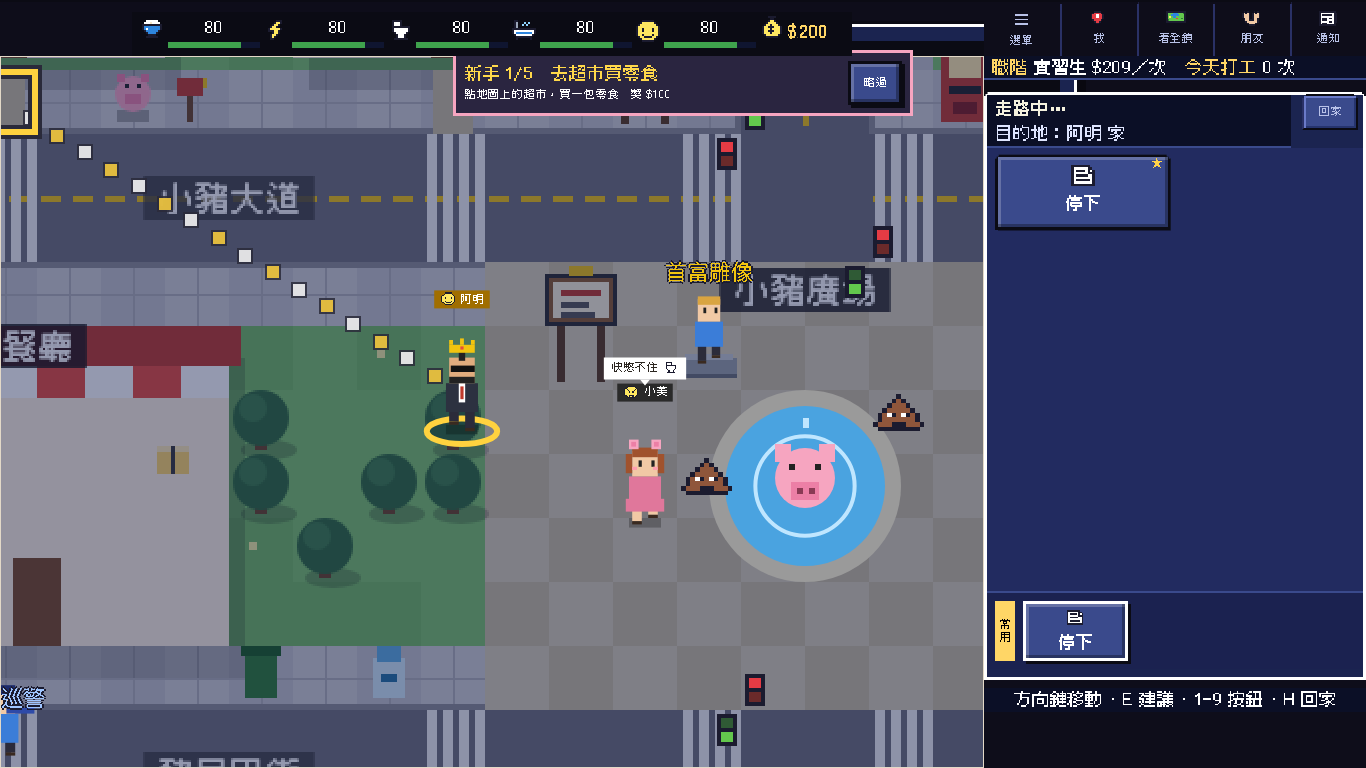 80 80 80 80 80 $200
選單 我 看全鎮 朋友 通知
新手 1/5 去超市買零食
點地圖上的超市，買一包零食 獎 $100
略過
職階 實習生 $209/次 今天打工 0 次
走路中…
目的地：阿明 家
回家
停下
小豬大道
首富雕像
小豬廣場
阿明
餐廳
快憋不住
小美
巡警
常用
停下
方向鍵移動 · E 建議 · 1-9 按鈕 · H 回家